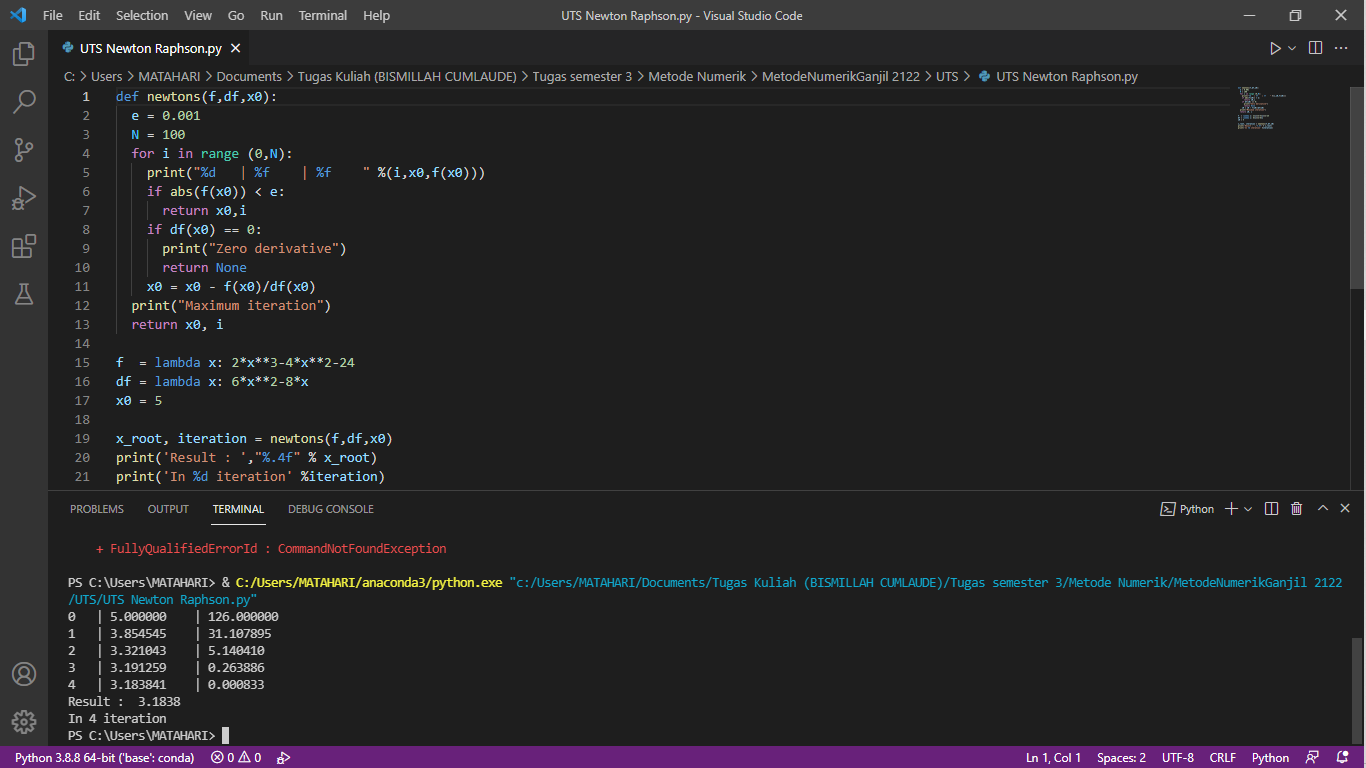 File Edit Selection View Go Run Terminal Help UTS Newton Raphson.py - Visual Studio Code
UTS Newton Raphson.py
C: > Users > MATAHARI > Documents > Tugas Kuliah (BISMILLAH CUMLAUDE) > Tugas semester 3 > Metode Numerik > MetodeNumerikGanjil 2122 > UTS > UTS Newton Raphson.py
1 def newtons(f,df,x0):
2   e = 0.001
3   N = 100
4   for i in range (0,N):
5     print("%d   | %f    | %f    " %(i,x0,f(x0)))
6     if abs(f(x0)) < e:
7       return x0,i
8     if df(x0) == 0:
9       print("Zero derivative")
10       return None
11     x0 = x0 - f(x0)/df(x0)
12   print("Maximum iteration")
13   return x0, i
14
15 f  = lambda x: 2*x**3-4*x**2-24
16 df = lambda x: 6*x**2-8*x
17 x0 = 5
18
19 x_root, iteration = newtons(f,df,x0)
20 print('Result : ',"%.4f" % x_root)
21 print('In %d iteration' %iteration)
PROBLEMS OUTPUT TERMINAL DEBUG CONSOLE Python
+ FullyQualifiedErrorId : CommandNotFoundException
PS C:\Users\MATAHARI> & C:/Users/MATAHARI/anaconda3/python.exe "c:/Users/MATAHARI/Documents/Tugas Kuliah (BISMILLAH CUMLAUDE)/Tugas semester 3/Metode Numerik/MetodeNumerikGanjil 2122
/UTS/UTS Newton Raphson.py"
0   | 5.000000    | 126.000000
1   | 3.854545    | 31.107895
2   | 3.321043    | 5.140410
3   | 3.191259    | 0.263886
4   | 3.183841    | 0.000833
Result :  3.1838
In 4 iteration
PS C:\Users\MATAHARI>
Python 3.8.8 64-bit ('base': conda) 0 0 Ln 1, Col 1 Spaces: 2 UTF-8 CRLF Python